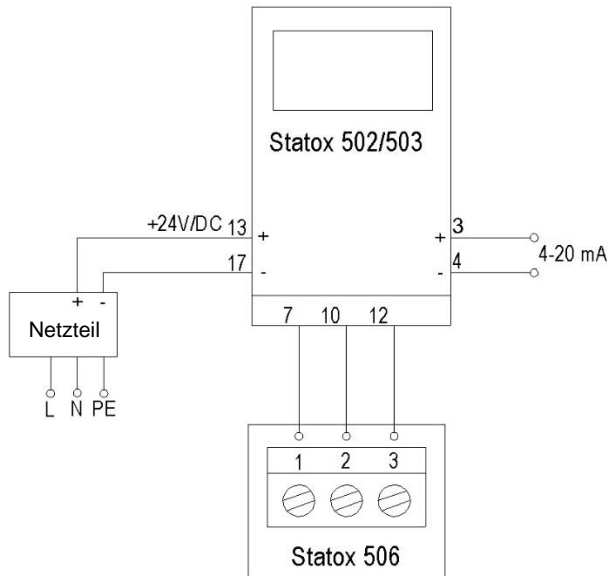 Statox 502/503
+24V/DC 13 + + 3
17 - - 4
4-20 mA
+ -
Netzteil
L N PE
7 10 12
1 2 3
Statox 506